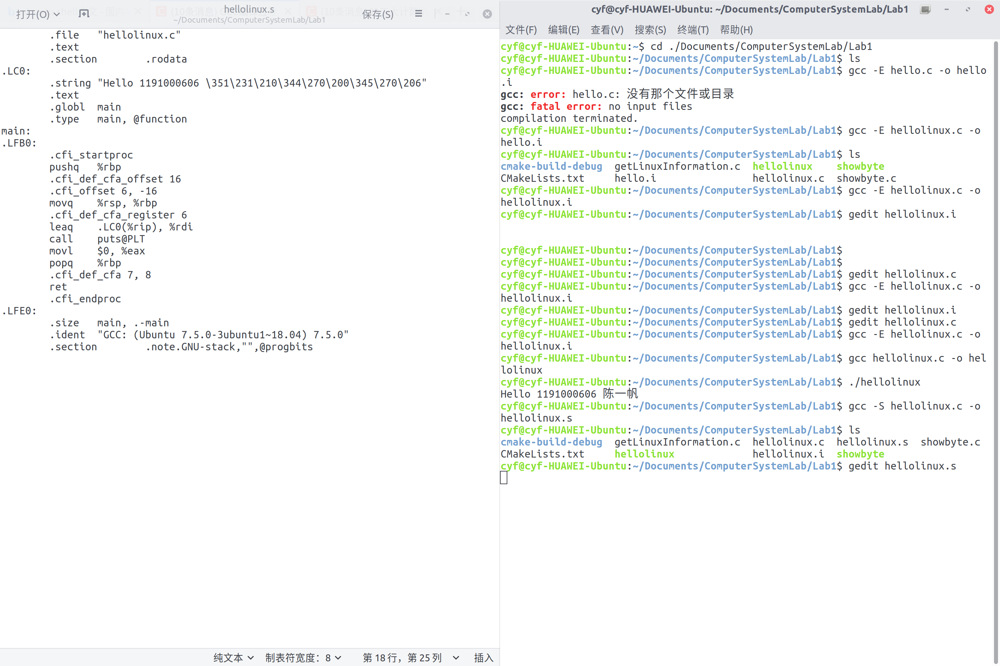 打开(O)
hellolinux.s
~/Documents/ComputerSystemLab/Lab1
保存(S)
.file "hellolinux.c"
.text
.section .rodata
.LC0:
.string "Hello 1191000606 \351\231\210\344\270\200\345\270\206"
.text
.globl main
.type main, @function
main:
.LFB0:
.cfi_startproc
pushq %rbp
.cfi_def_cfa_offset 16
.cfi_offset 6, -16
movq %rsp, %rbp
.cfi_def_cfa_register 6
leaq .LC0(%rip), %rdi
call puts@PLT
movl $0, %eax
popq %rbp
.cfi_def_cfa 7, 8
ret
.cfi_endproc
.LFE0:
.size main, .-main
.ident "GCC: (Ubuntu 7.5.0-3ubuntu1~18.04) 7.5.0"
.section .note.GNU-stack,"",@progbits
纯文本 制表符宽度：8 第 18 行，第 25 列 插入
cyf@cyf-HUAWEI-Ubuntu: ~/Documents/ComputerSystemLab/Lab1
文件(F) 编辑(E) 查看(V) 搜索(S) 终端(T) 帮助(H)
cyf@cyf-HUAWEI-Ubuntu:~$ cd ./Documents/ComputerSystemLab/Lab1
cyf@cyf-HUAWEI-Ubuntu:~/Documents/ComputerSystemLab/Lab1$ ls
cyf@cyf-HUAWEI-Ubuntu:~/Documents/ComputerSystemLab/Lab1$ gcc -E hello.c -o hello
.i
gcc: error: hello.c: 没有那个文件或目录
gcc: fatal error: no input files
compilation terminated.
cyf@cyf-HUAWEI-Ubuntu:~/Documents/ComputerSystemLab/Lab1$ gcc -E hellolinux.c -o
hello.i
cyf@cyf-HUAWEI-Ubuntu:~/Documents/ComputerSystemLab/Lab1$ ls
cmake-build-debug getLinuxInformation.c hellolinux showbyte
CMakeLists.txt hello.i hellolinux.c showbyte.c
cyf@cyf-HUAWEI-Ubuntu:~/Documents/ComputerSystemLab/Lab1$ gcc -E hellolinux.c -o
hellolinux.i
cyf@cyf-HUAWEI-Ubuntu:~/Documents/ComputerSystemLab/Lab1$ gedit hellolinux.i
cyf@cyf-HUAWEI-Ubuntu:~/Documents/ComputerSystemLab/Lab1$
cyf@cyf-HUAWEI-Ubuntu:~/Documents/ComputerSystemLab/Lab1$
cyf@cyf-HUAWEI-Ubuntu:~/Documents/ComputerSystemLab/Lab1$ gedit hellolinux.c
cyf@cyf-HUAWEI-Ubuntu:~/Documents/ComputerSystemLab/Lab1$ gcc -E hellolinux.c -o
hellolinux.i
cyf@cyf-HUAWEI-Ubuntu:~/Documents/ComputerSystemLab/Lab1$ gedit hellolinux.i
cyf@cyf-HUAWEI-Ubuntu:~/Documents/ComputerSystemLab/Lab1$ gedit hellolinux.c
cyf@cyf-HUAWEI-Ubuntu:~/Documents/ComputerSystemLab/Lab1$ gcc -E hellolinux.c -o
hellolinux.i
cyf@cyf-HUAWEI-Ubuntu:~/Documents/ComputerSystemLab/Lab1$ gcc hellolinux.c -o hel
lolinux
cyf@cyf-HUAWEI-Ubuntu:~/Documents/ComputerSystemLab/Lab1$ ./hellolinux
Hello 1191000606 陈一帆
cyf@cyf-HUAWEI-Ubuntu:~/Documents/ComputerSystemLab/Lab1$ gcc -S hellolinux.c -o
hellolinux.s
cyf@cyf-HUAWEI-Ubuntu:~/Documents/ComputerSystemLab/Lab1$ ls
cmake-build-debug getLinuxInformation.c hellolinux.c hellolinux.s showbyte.c
CMakeLists.txt hellolinux hellolinux.i showbyte
cyf@cyf-HUAWEI-Ubuntu:~/Documents/ComputerSystemLab/Lab1$ gedit hellolinux.s